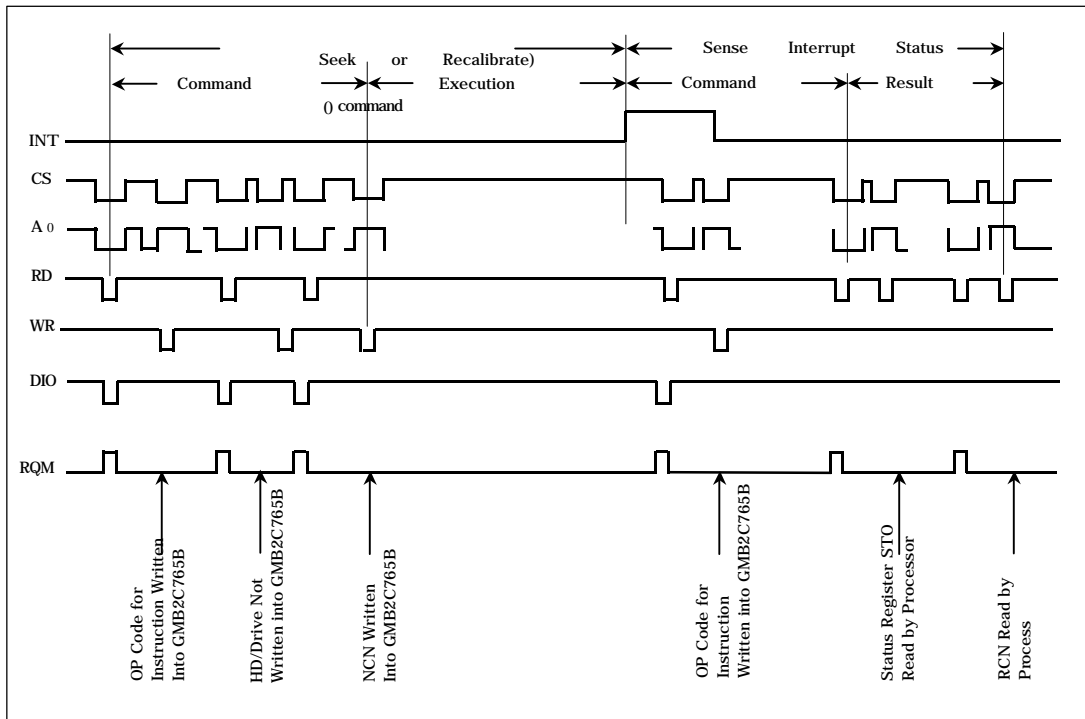 Seek or Recalibrate)
Sense Interrupt Status
Command
Execution
Command
Result
() command
INT
CS
A 0
RD
WR
DIO
RQM
OP Code for
Instruction Written
Into GMB2C765B
HD/Drive Not
Written into GMB2C765B
NCN Written
Into GMB2C765B
OP Code for
Instruction
Written into GMB2C765B
Status Register STO
Read by Processor
RCN Read by
Process